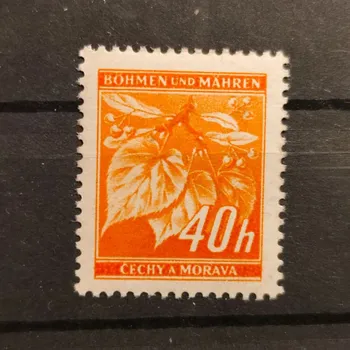 BÖHMEN UND MÄHREN
40h
ČECHY A MORAVA